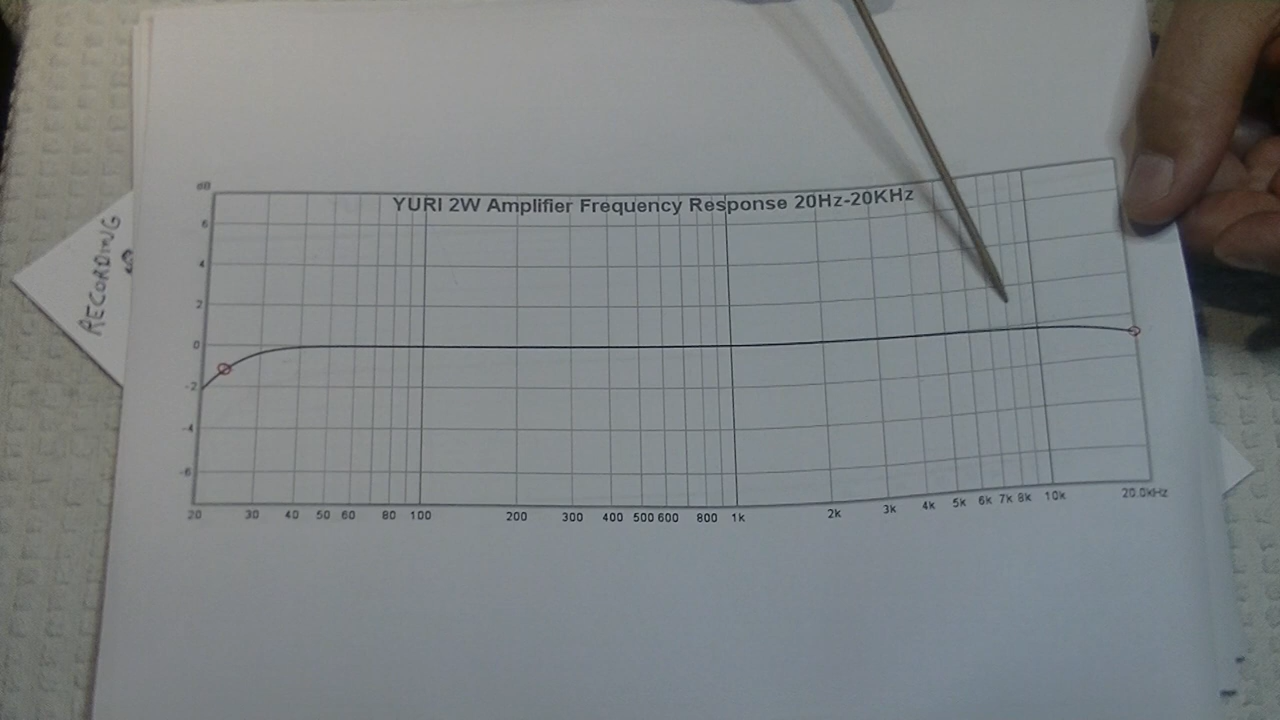 dB
YURI 2W Amplifier Frequency Response 20Hz-20KHz
6
4
2
0
-2
-4
-6
20 30 40 50 60 80 100 200 300 400 500 600 800 1k 2k 3k 4k 5k 6k 7k 8k 10k 20.0kHz
RECORDING